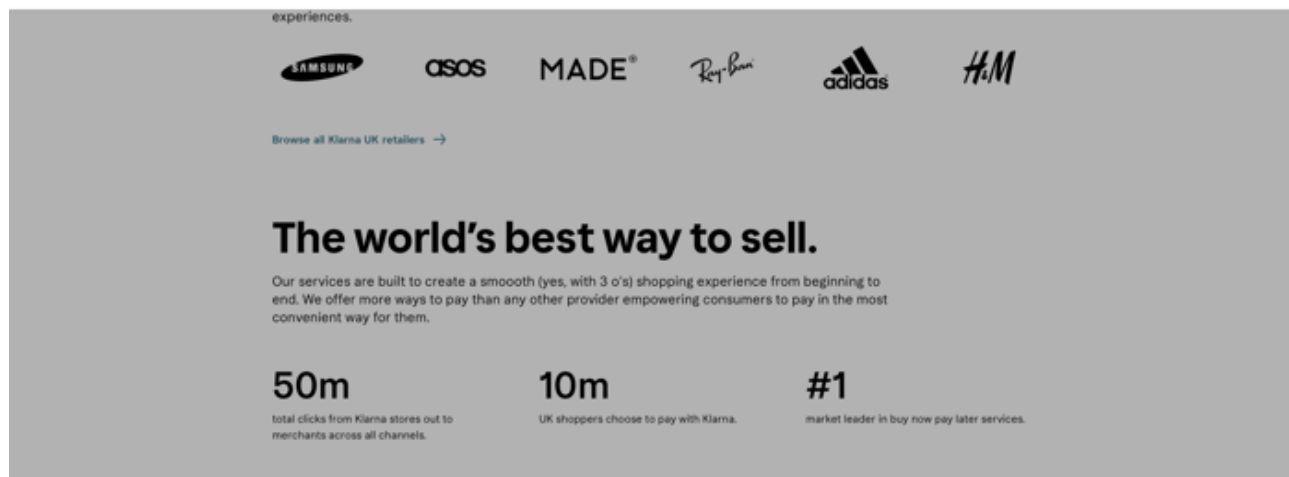 experiences.
SAMSUNG asos MADE® Ray-Ban adidas H&M
Browse all Klarna UK retailers →
The world's best way to sell.
Our services are built to create a smoooth (yes, with 3 o's) shopping experience from beginning to
end. We offer more ways to pay than any other provider empowering consumers to pay in the most
convenient way for them.
50m 10m #1
total clicks from Klarna stores out to UK shoppers choose to pay with Klarna. market leader in buy now pay later services.
merchants across all channels.